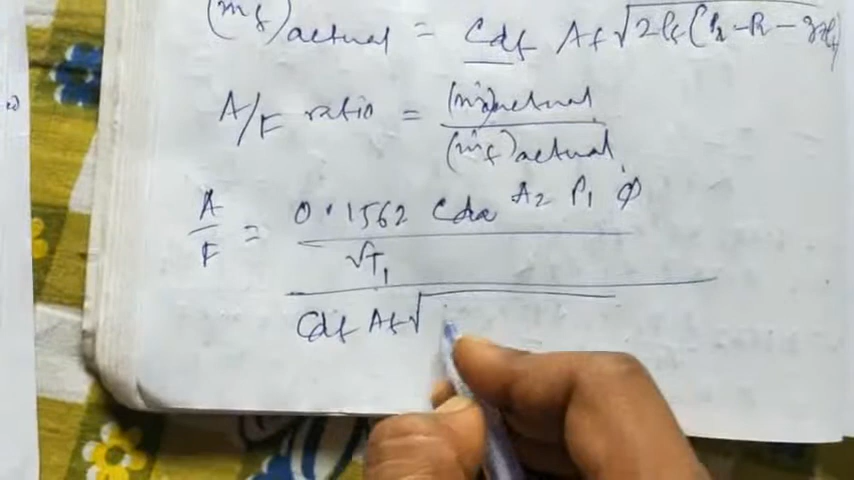 (ṁf)actual = Cdf Af √2ρf(P1-P2-gzρf)
A/F ratio = (ṁa)actual
(ṁf)actual
A/F = 0.1562 Cda A2 P1 φ
√T1
Cdf Af √